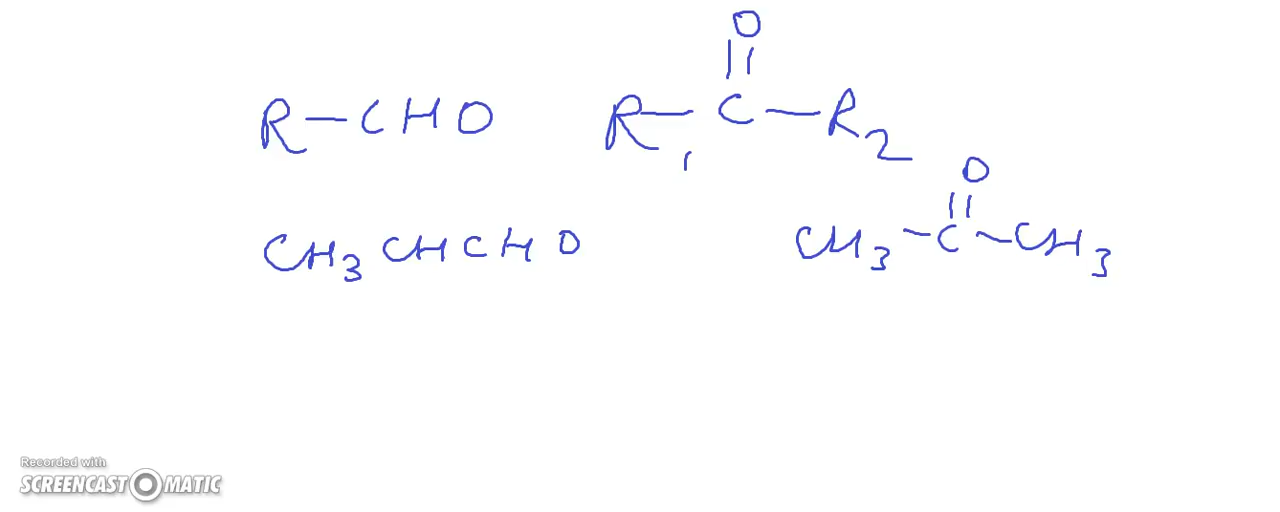 O
R-CHO R1-C-R2
O
CH3CHCHO CH3-C-CH3
Recorded with
SCREENCAST O MATIC